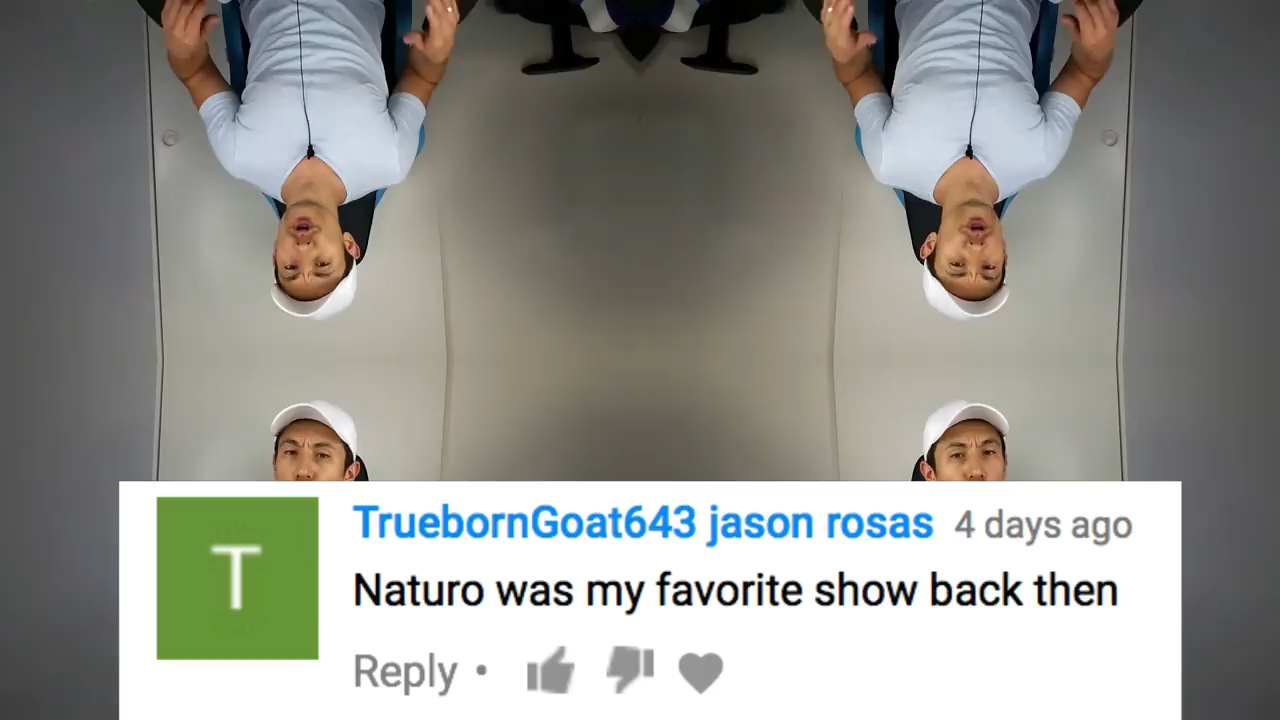 T
TruebornGoat643 jason rosas 4 days ago
Naturo was my favorite show back then
Reply •